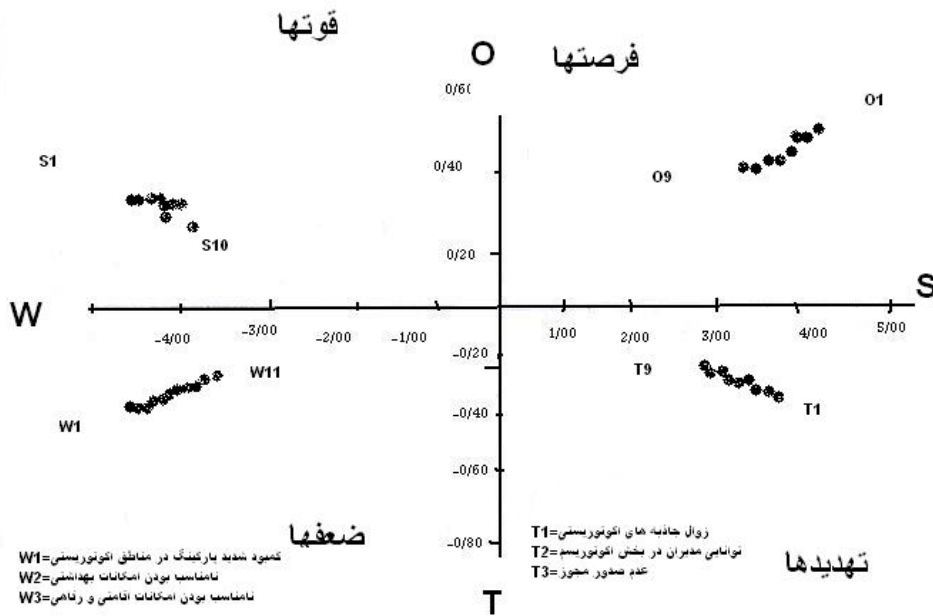 قوتها
O
فرصتها
0/60
O1
S1
0/40
O9
S10
0/20
W
S
-4/00
-3/00
-2/00
-1/00
1/00
2/00
3/00
4/00
5/00
-0/20
W11
T9
W1
-0/40
T1
-0/60
ضعفها
-0/80
تهدیدها
T
W1=کمبود شدید پارکینگ در مناطق اکوتوریستی
W2=نامناسب بودن امکانات بهداشتی
W3=نامناسب بودن امکانات اقامتی و رفاهی
T1=زوال جاذبه های اکوتوریستی
T2=توانایی مدیران در بخش اکوتوریسم
T3=عدم صدور مجوز